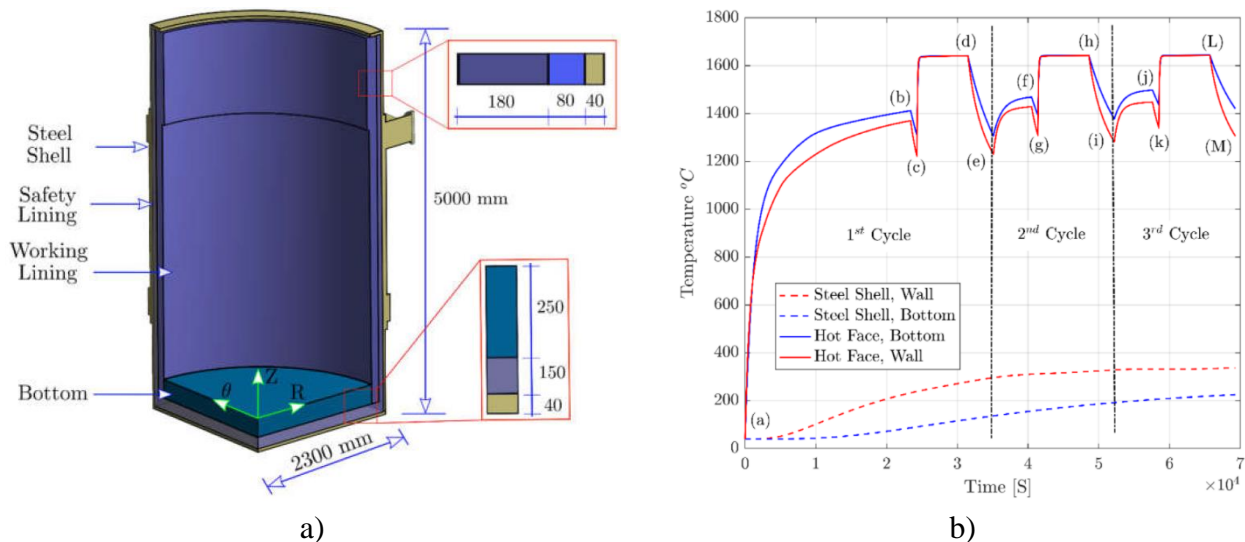 180
80
40
Steel
Shell
Safety
Lining
Working
Lining
Bottom
5000 mm
250
150
40
Z
θ
R
2300 mm
a)
Temperature °C
1800
1600
1400
1200
1000
800
600
400
200
0
(a)
(b)
(c)
(d)
(e)
(f)
(g)
(h)
(i)
(j)
(k)
(L)
(M)
1st Cycle
2nd Cycle
3rd Cycle
Steel Shell, Wall
Steel Shell, Bottom
Hot Face, Bottom
Hot Face, Wall
0 1 2 3 4 5 6 7
×10⁴
Time [S]
b)